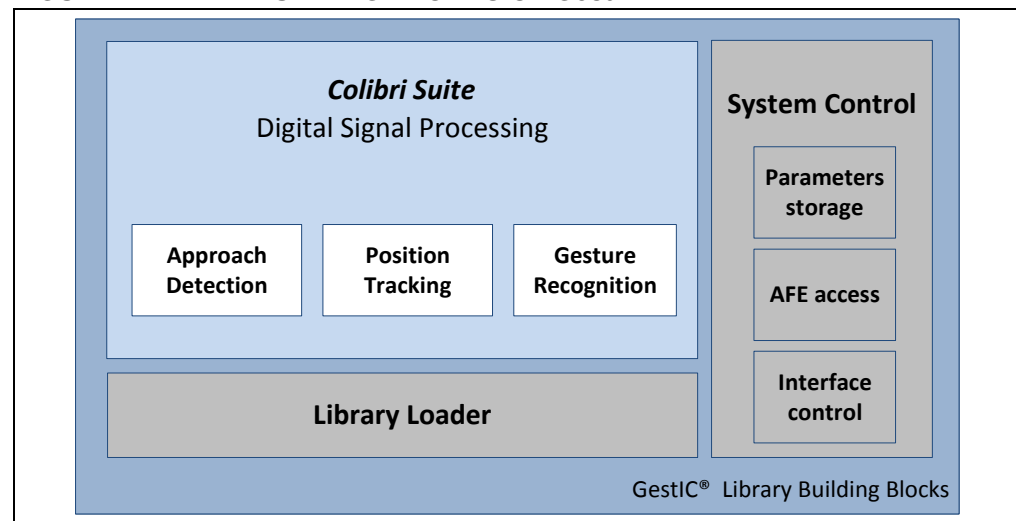 Colibri Suite
Digital Signal Processing
Approach
Detection
Position
Tracking
Gesture
Recognition
Library Loader
System Control
Parameters
storage
AFE access
Interface
control
GestIC® Library Building Blocks